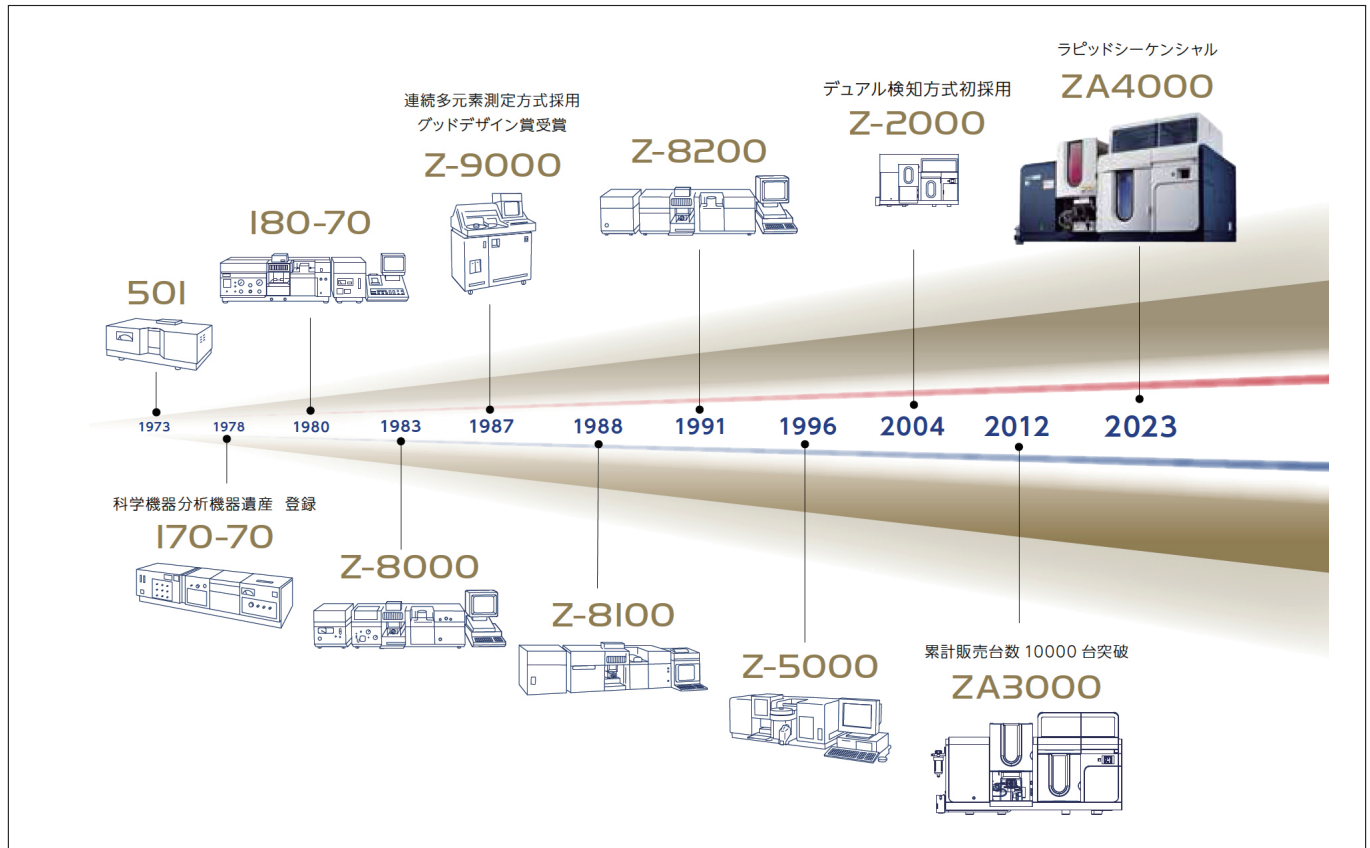 ラピッドシーケンシャル
ZA4000
デュアル検知方式初採用
Z-2000
連続多元素測定方式採用
グッドデザイン賞受賞
Z-9000
Z-8200
180-70
501
1973
1978
1980
1983
1987
1988
1991
1996
2004
2012
2023
科学機器分析機器遺産 登録
170-70
Z-8000
Z-8100
Z-5000
累計販売台数 10000 台突破
ZA3000